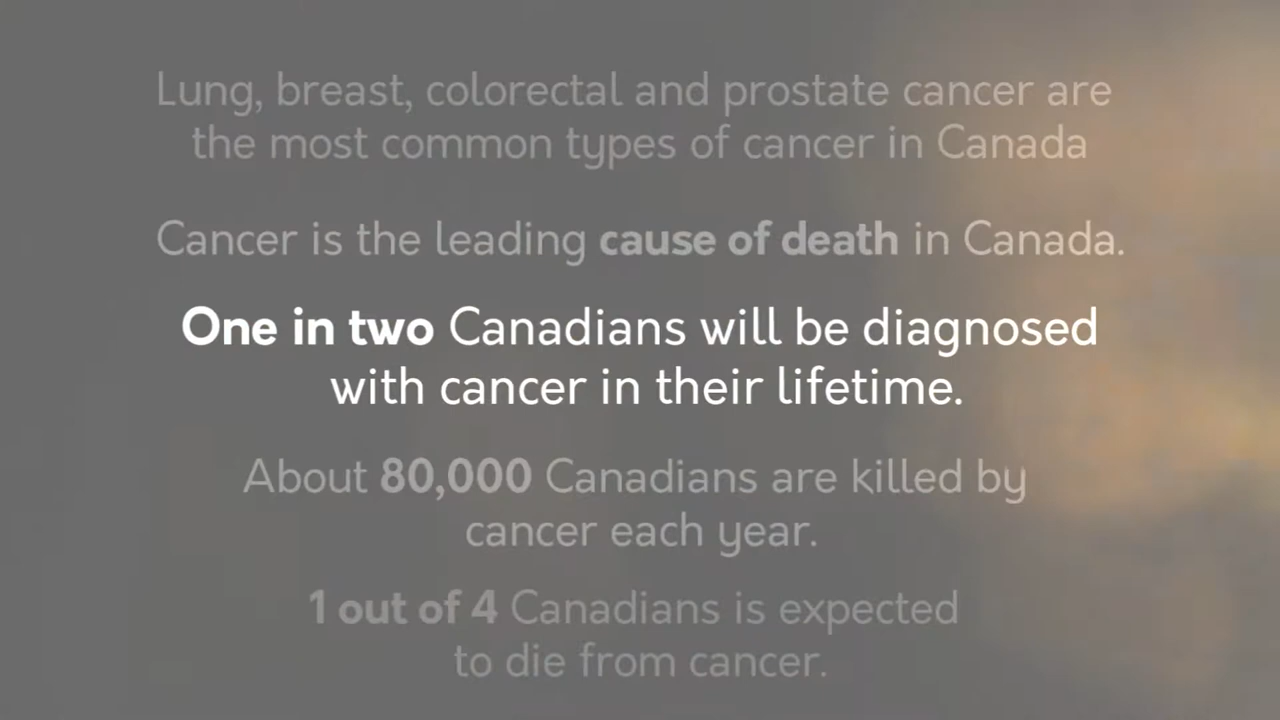 Lung, breast, colorectal and prostate cancer are
the most common types of cancer in Canada
Cancer is the leading cause of death in Canada.
One in two Canadians will be diagnosed
with cancer in their lifetime.
About 80,000 Canadians are killed by
cancer each year.
1 out of 4 Canadians is expected
to die from cancer.